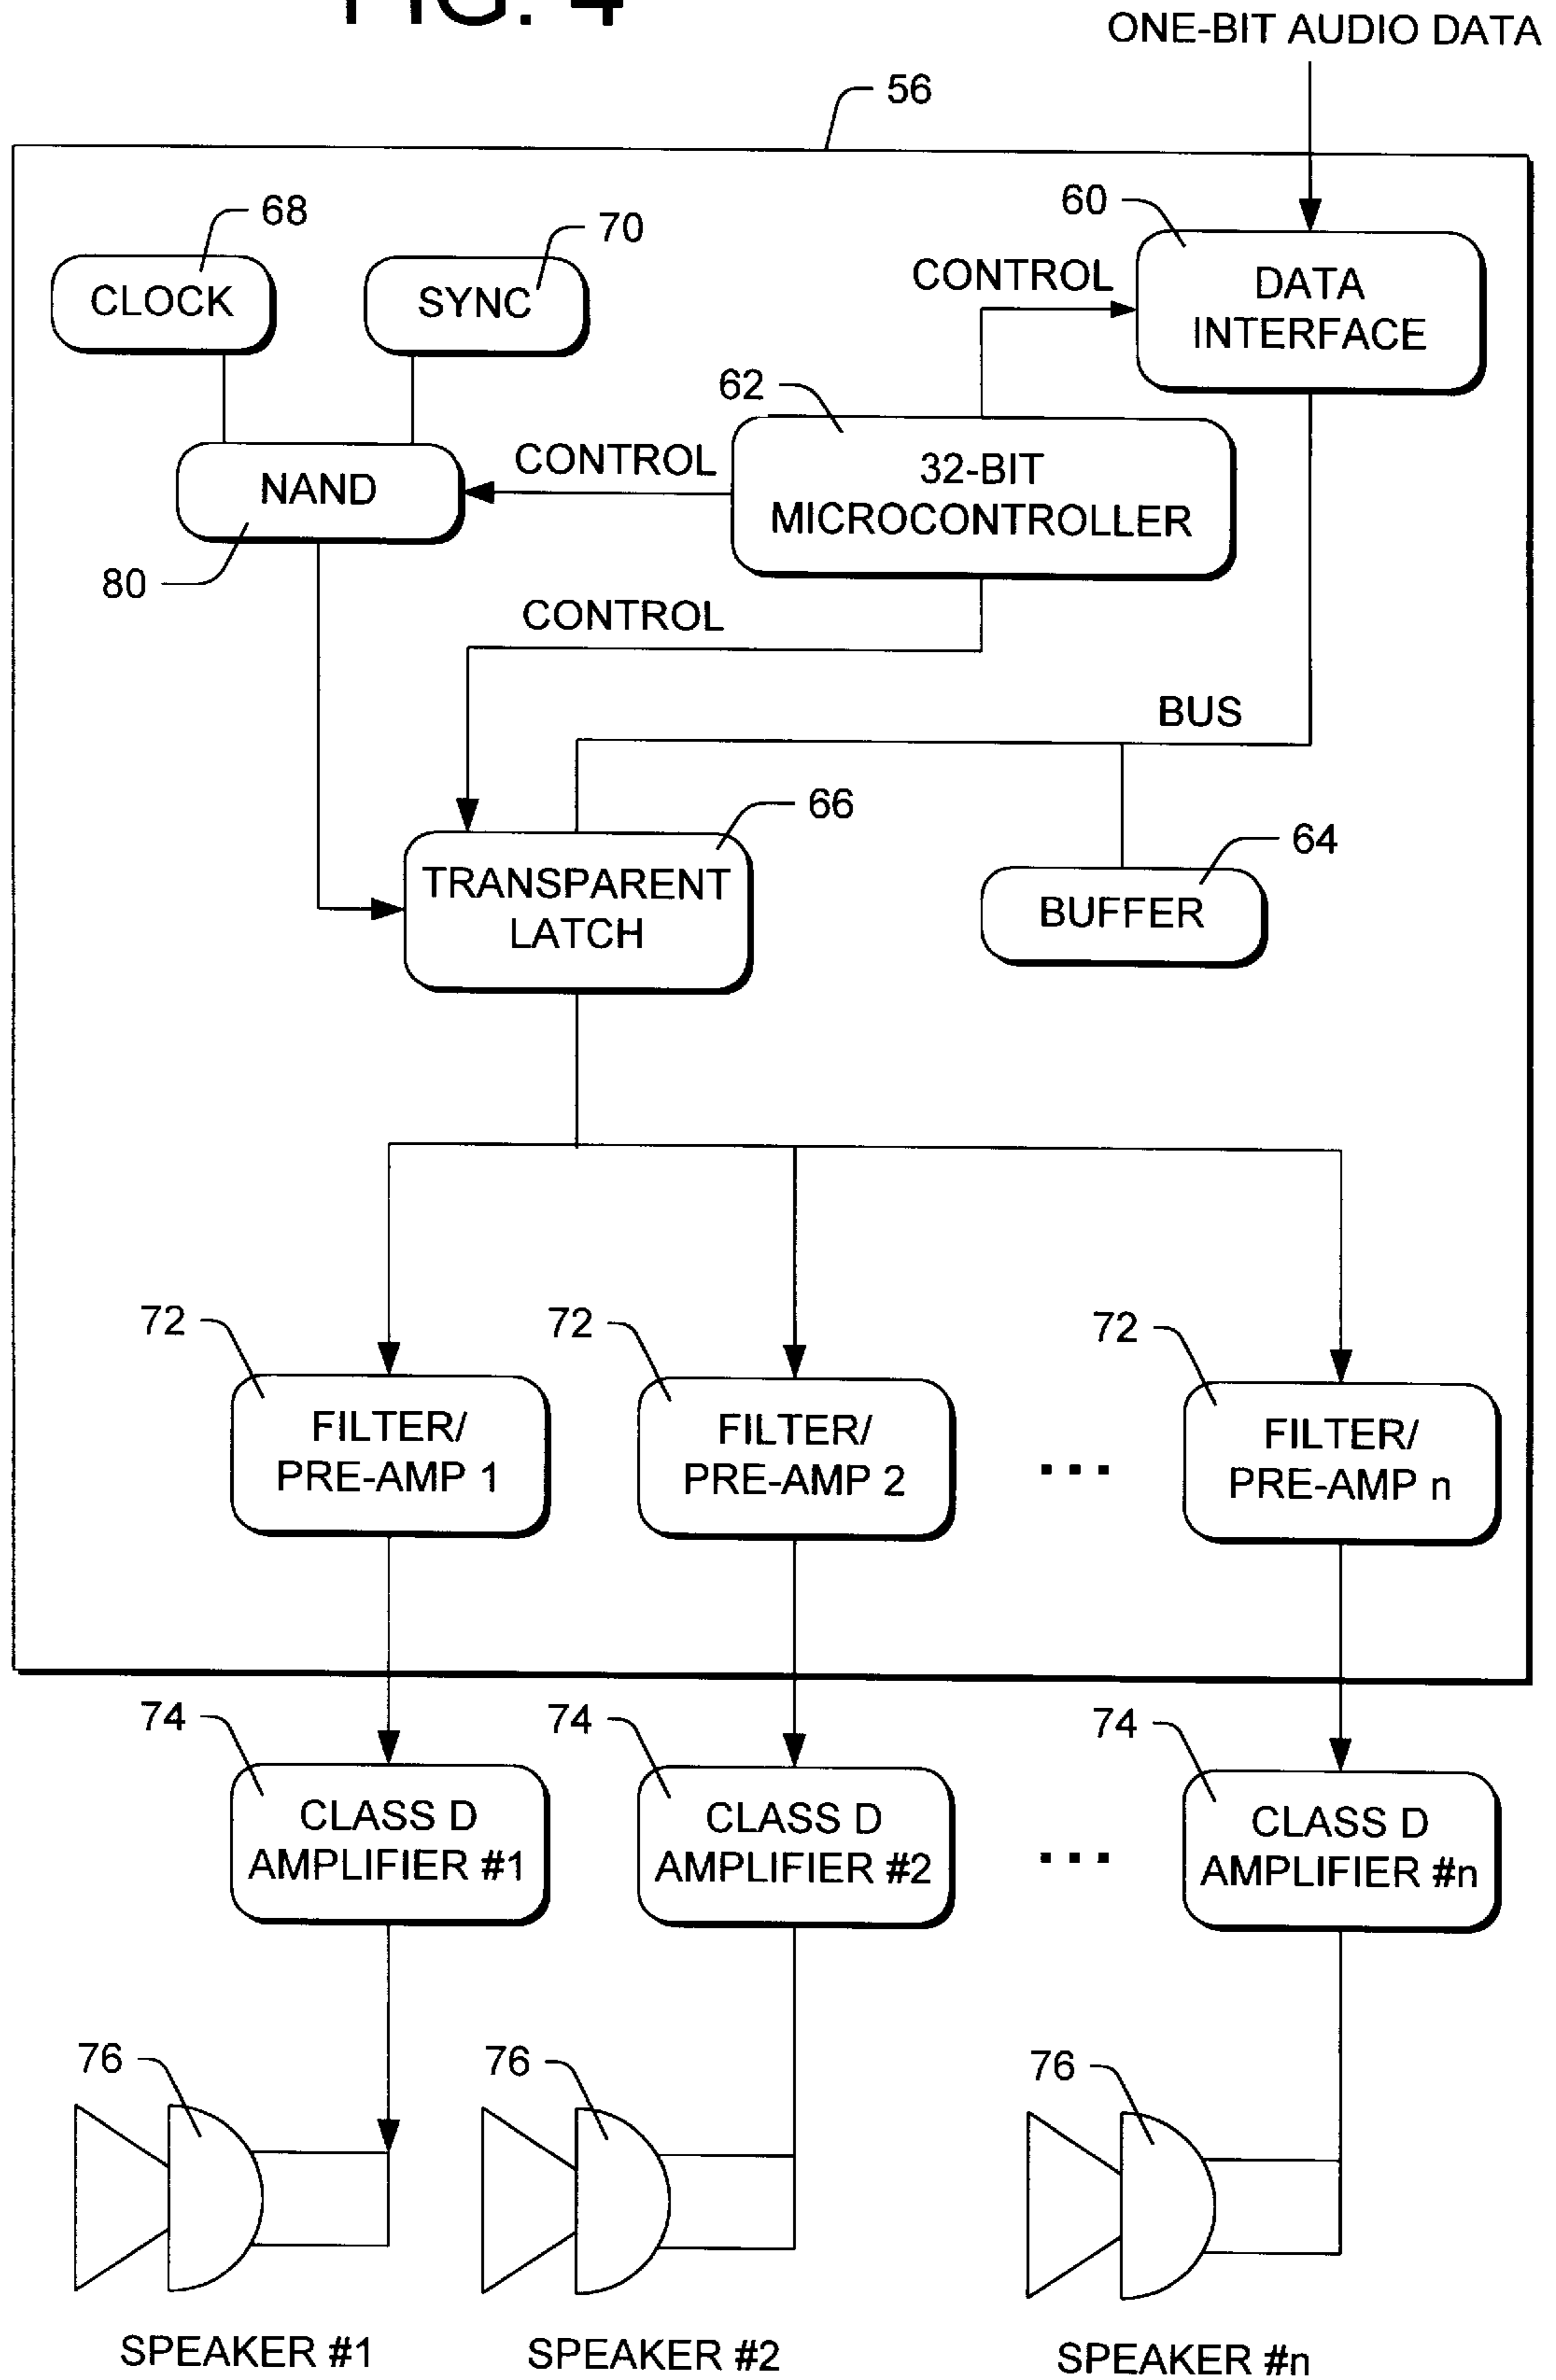 FIG. 4
ONE-BIT AUDIO DATA
56
68
70
60
CLOCK
SYNC
CONTROL
DATA
INTERFACE
62
NAND
CONTROL
32-BIT
MICROCONTROLLER
80
CONTROL
BUS
66
64
TRANSPARENT
LATCH
BUFFER
72
72
72
FILTER/
PRE-AMP 1
FILTER/
PRE-AMP 2
...
FILTER/
PRE-AMP n
74
74
74
CLASS D
AMPLIFIER #1
CLASS D
AMPLIFIER #2
...
CLASS D
AMPLIFIER #n
76
76
76
SPEAKER #1
SPEAKER #2
SPEAKER #n